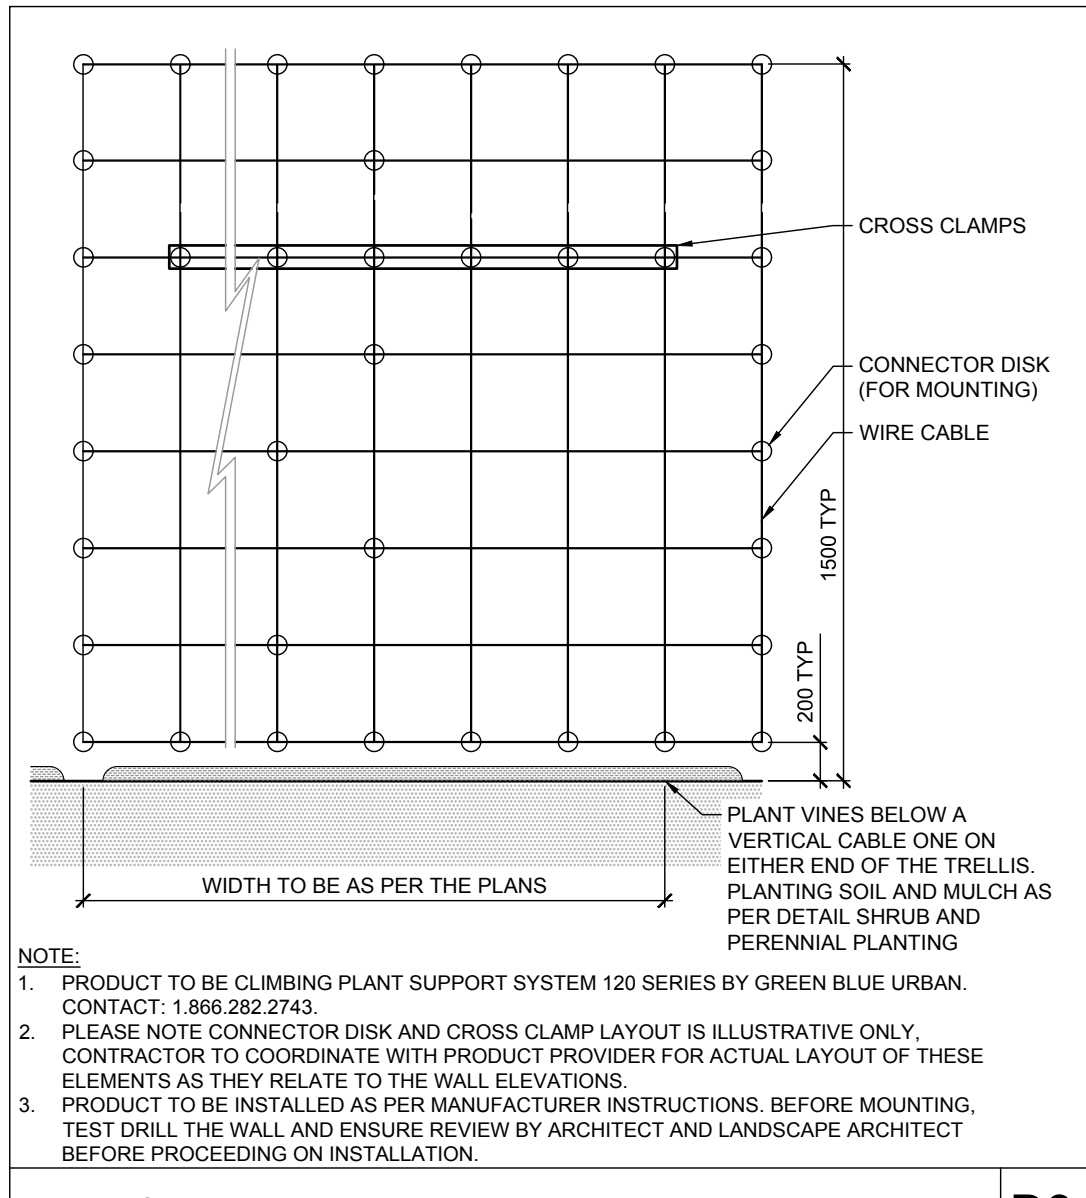 CROSS CLAMPS
CONNECTOR DISK
(FOR MOUNTING)
WIRE CABLE
1500 TYP
200 TYP
PLANT VINES BELOW A
VERTICAL CABLE ONE ON
EITHER END OF THE TRELLIS.
PLANTING SOIL AND MULCH AS
PER DETAIL SHRUB AND
PERENNIAL PLANTING
WIDTH TO BE AS PER THE PLANS
NOTE:
1. PRODUCT TO BE CLIMBING PLANT SUPPORT SYSTEM 120 SERIES BY GREEN BLUE URBAN.
CONTACT: 1.866.282.2743.
2. PLEASE NOTE CONNECTOR DISK AND CROSS CLAMP LAYOUT IS ILLUSTRATIVE ONLY,
CONTRACTOR TO COORDINATE WITH PRODUCT PROVIDER FOR ACTUAL LAYOUT OF THESE
ELEMENTS AS THEY RELATE TO THE WALL ELEVATIONS.
3. PRODUCT TO BE INSTALLED AS PER MANUFACTURER INSTRUCTIONS. BEFORE MOUNTING,
TEST DRILL THE WALL AND ENSURE REVIEW BY ARCHITECT AND LANDSCAPE ARCHITECT
BEFORE PROCEEDING ON INSTALLATION.